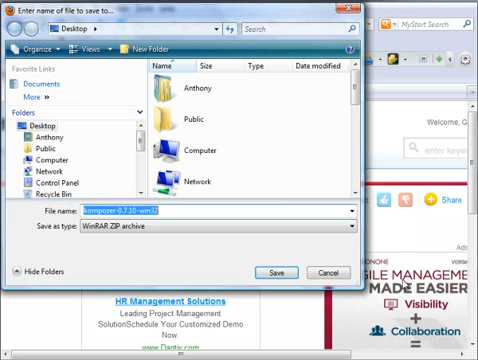 Enter name of file to save to...
Desktop
Search
MyStart Search
Organize
Views
New Folder
Favorite Links
Documents
More »
Folders
Desktop
Anthony
Public
Computer
Network
Control Panel
Recycle Bin
Name
Size
Type
Date modified
Anthony
Public
Computer
Network
File name:
komposer-0.7.10-win32
Save as type:
WinRAR ZIP archive
Hide Folders
Save
Cancel
Welcome, G
enter keyw
Share
Ads
GILE MANAGEME
MADE EASIER
Visibility
+
Collaboration
=
HR Management Solutions
Leading Project Management
SolutionSchedule Your Customized Demo
Now